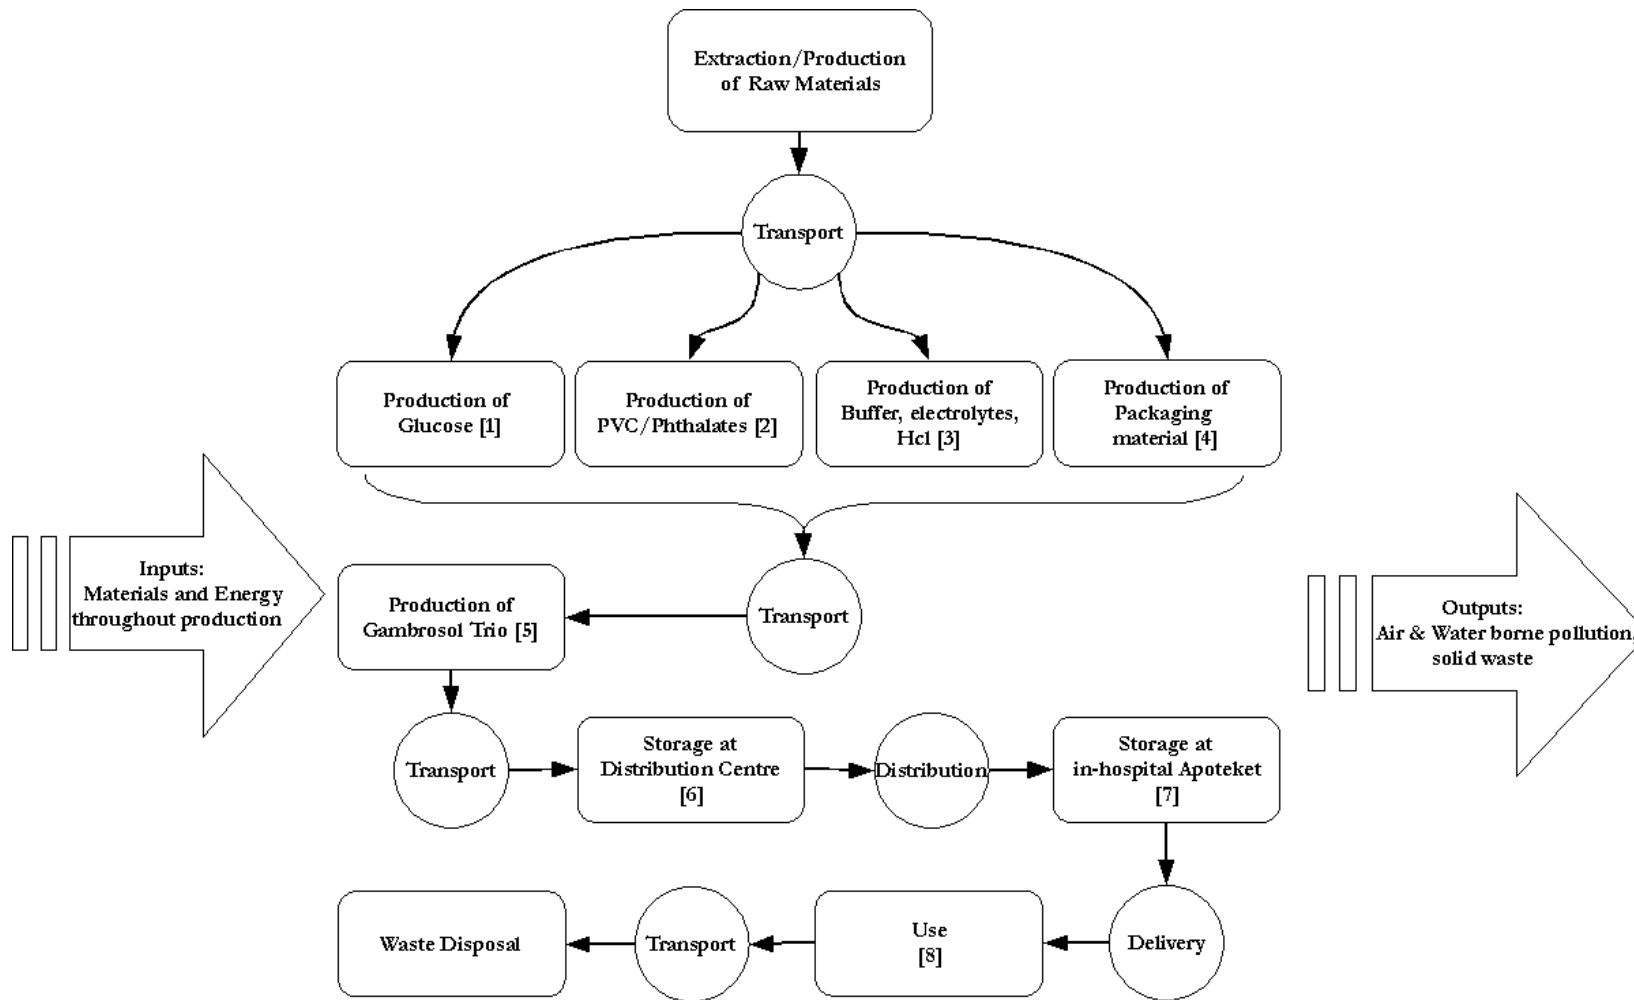 Extraction/Production
of Raw Materials
Transport
Production of
Glucose [1]
Production of
PVC/Phthalates [2]
Production of
Buffer, electrolytes,
Hcl [3]
Production of
Packaging
material [4]
Inputs:
Materials and Energy
throughout production
Production of
Gambrosol Trio [5]
Transport
Outputs:
Air & Water borne pollution,
solid waste
Transport
Storage at
Distribution Centre
[6]
Distribution
Storage at
in-hospital Apoteket
[7]
Waste Disposal
Transport
Use
[8]
Delivery